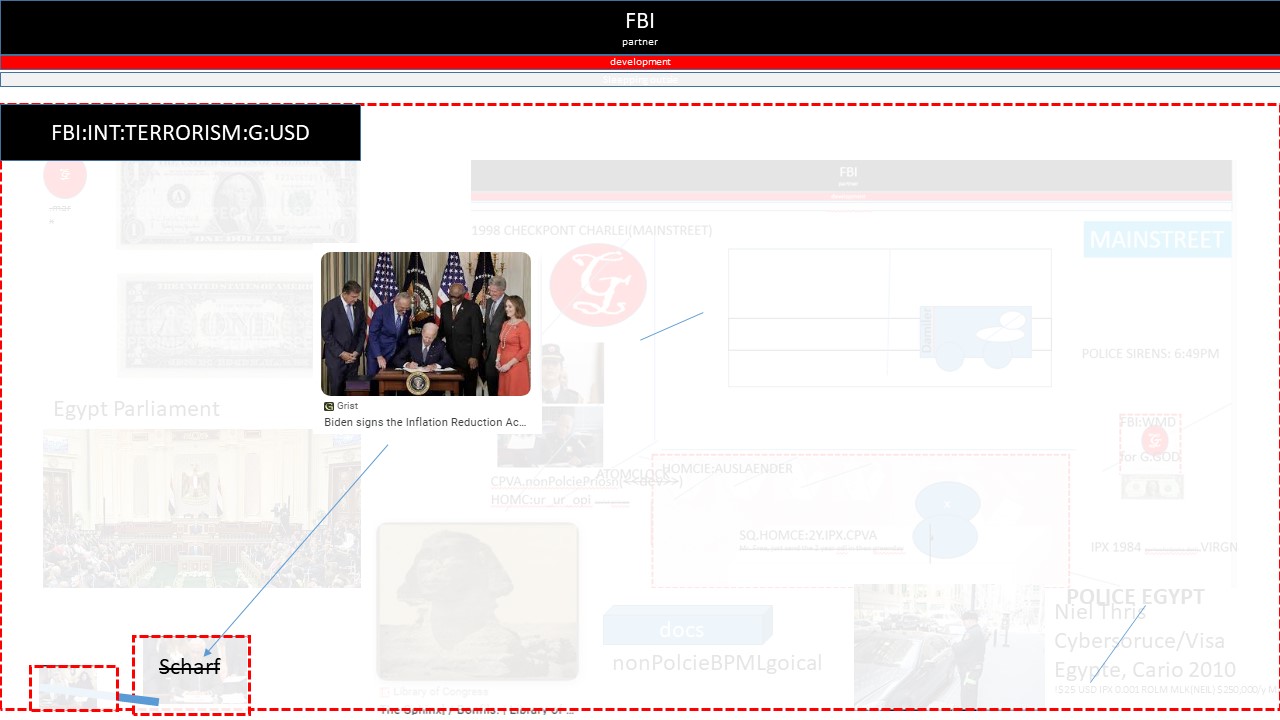 FBI
partner
development
FBI:INT:TERRORISM:G:USD
FBI
partner
1998 CHECKPONT CHARLEI(MAINSTREET)
MAINSTREET
G
Daimler
POLICE SIRENS: 6:49PM
Grist
Biden signs the Inflation Reduction Ac...
Egypt Parliament
FBI:WMD
for G.GOD
HOMCIE:AUSLAENDER
ATOMCLOCK
CPVA.nonPolciePriosn(<<dev>>)
HOMC:ur_ur_opi
x
SQ.HOMCE:2Y.IPX.CPVA
IPX 1984
VIRGN
POLICE EGYPT
Niel Thris
Cybersoruce/Visa
Egypte, Cario 2010
docs
nonPolcieBPMLgoical
Scharf
Library of Congress